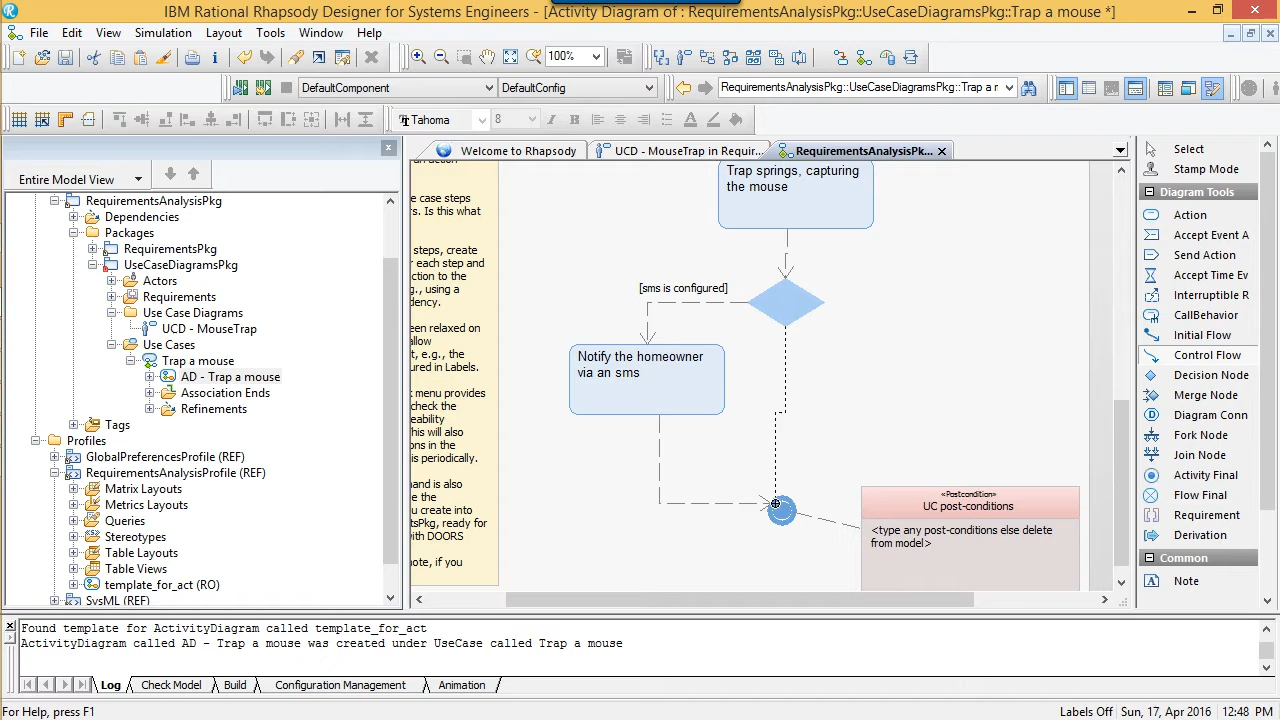 IBM Rational Rhapsody Designer for Systems Engineers - [Activity Diagram of : RequirementsAnalysisPkg::UseCaseDiagramsPkg::Trap a mouse *]
File Edit View Simulation Layout Tools Window Help
100%
DefaultComponent DefaultConfig RequirementsAnalysisPkg::UseCaseDiagramsPkg::Trap a n
Tahoma 8
Welcome to Rhapsody UCD - MouseTrap in Requir... RequirementsAnalysisPk...
Entire Model View
RequirementsAnalysisPkg
Dependencies
Packages
RequirementsPkg
UseCaseDiagramsPkg
Actors
Requirements
Use Case Diagrams
UCD - MouseTrap
Use Cases
Trap a mouse
AD - Trap a mouse
Association Ends
Refinements
Tags
Profiles
GlobalPreferencesProfile (REF)
RequirementsAnalysisProfile (REF)
Matrix Layouts
Metrics Layouts
Queries
Stereotypes
Table Layouts
Table Views
template_for_act (RO)
SysML (REF)
an action
e case steps
rs. Is this what
steps, create
r each step and
ction to the
g., using a
dency.
een relaxed on
allow
t, e.g., the
ured in Labels.
k menu provides
check the
eability
This will also
ons in the
is periodically.
mand is also
e the
u create into
tsPkg, ready for
with DOORS
note, if you
Trap springs, capturing
the mouse
[sms is configured]
Notify the homeowner
via an sms
«Postcondition»
UC post-conditions
<type any post-conditions else delete
from model>
Select
Stamp Mode
Diagram Tools
Action
Accept Event A
Send Action
Accept Time Ev
Interruptible R
CallBehavior
Initial Flow
Control Flow
Decision Node
Merge Node
Diagram Conn
Fork Node
Join Node
Activity Final
Flow Final
Requirement
Derivation
Common
Note
Found template for ActivityDiagram called template_for_act
ActivityDiagram called AD - Trap a mouse was created under UseCase called Trap a mouse
Log Check Model Build Configuration Management Animation
For Help, press F1 Labels Off Sun, 17, Apr 2016 12:48 PM